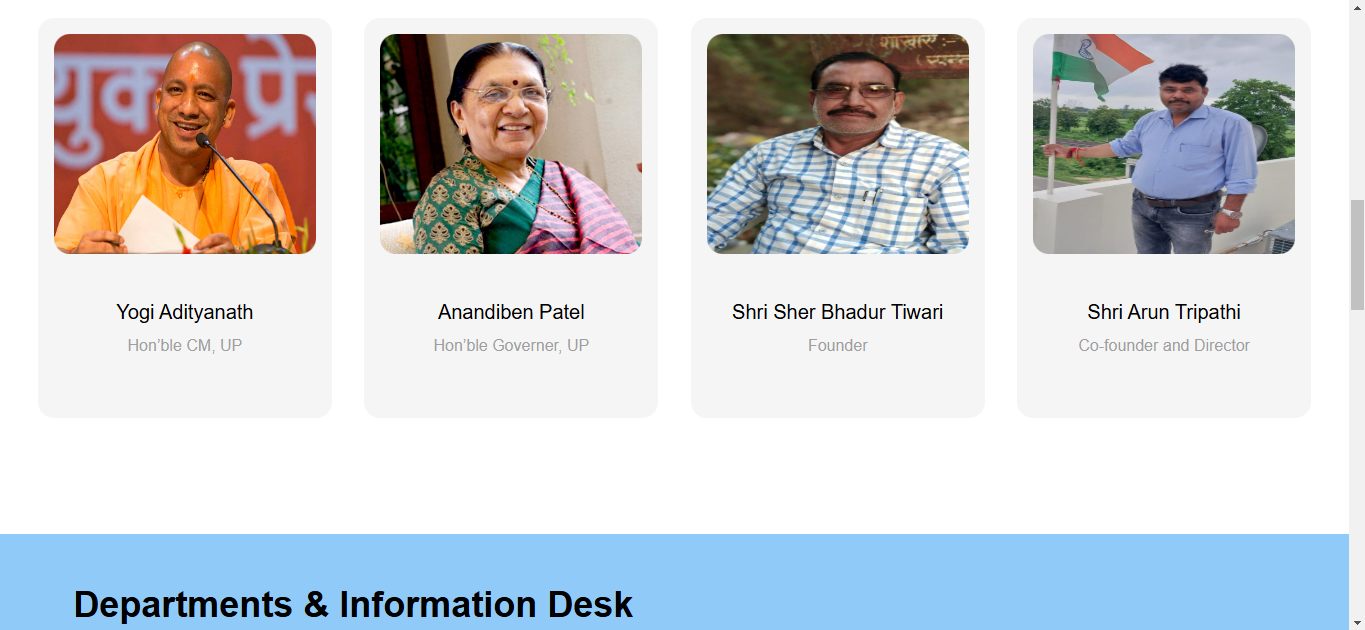 युक्त प्रे
Yogi Adityanath
Hon’ble CM, UP
Anandiben Patel
Hon’ble Governer, UP
Shri Sher Bhadur Tiwari
Founder
Shri Arun Tripathi
Co-founder and Director
Departments & Information Desk